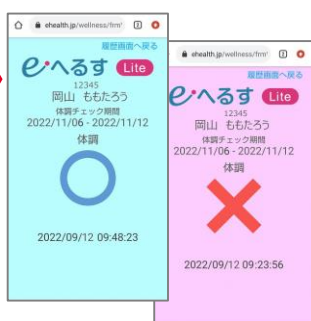 ehealth.jp/wellness/frm'
履歴画面へ戻る
e・へるす Lite
12345
岡山 ももたろう
体調チェック期間
2022/11/06 - 2022/11/12
体調
2022/09/12 09:48:23
ehealth.jp/wellness/frm'
履歴画面へ戻る
e・へるす Lite
12345
岡山 ももたろう
体調チェック期間
2022/11/06 - 2022/11/12
体調
2022/09/12 09:23:56